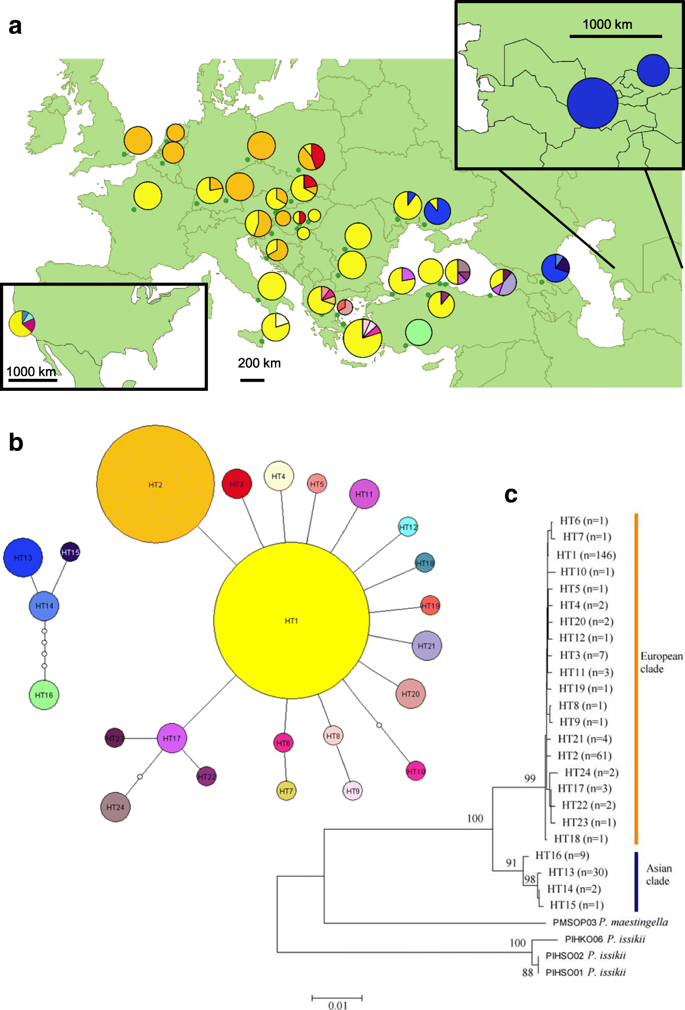 a
1000 km
1000 km
200 km
b
HT2
HT3
HT4
HT5
HT11
HT12
HT18
HT19
HT21
HT20
HT1
HT13
HT15
HT14
HT16
HT17
HT22
HT24
HT6
HT7
HT8
HT9
HT10
c
HT6 (n=1)
HT7 (n=1)
HT1 (n=146)
HT10 (n=1)
HT5 (n=1)
HT4 (n=2)
HT20 (n=2)
HT12 (n=1)
HT3 (n=7)
HT11 (n=3)
HT19 (n=1)
HT8 (n=1)
HT9 (n=1)
HT21 (n=4)
HT2 (n=61)
HT24 (n=2)
HT17 (n=3)
HT22 (n=2)
HT23 (n=1)
HT18 (n=1)
HT16 (n=9)
HT13 (n=30)
HT14 (n=2)
HT15 (n=1)
PMSOP03 P. maestingella
PIHKO06 P. issikii
PIHSO02 P. issikii
PIHSO01 P. issikii
European
clade
Asian
clade
99
100
91
98
100
88
0.01